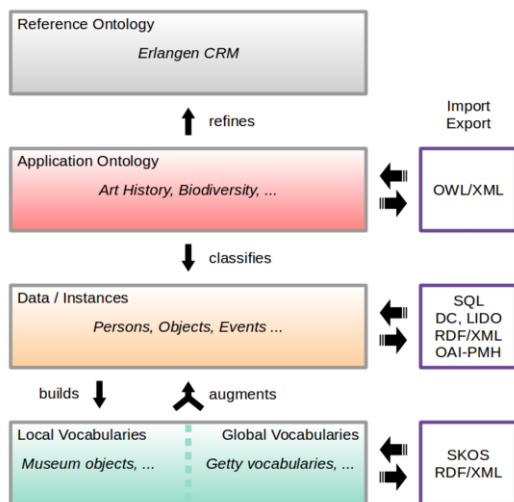 Reference Ontology
Erlangen CRM
refines
Import
Export
Application Ontology
Art History, Biodiversity, ...
OWL/XML
classifies
Data / Instances
Persons, Objects, Events ...
SQL
DC, LIDO
RDF/XML
OAI-PMH
builds
augments
Local Vocabularies
Museum objects, ...
Global Vocabularies
Getty vocabularies, ...
SKOS
RDF/XML